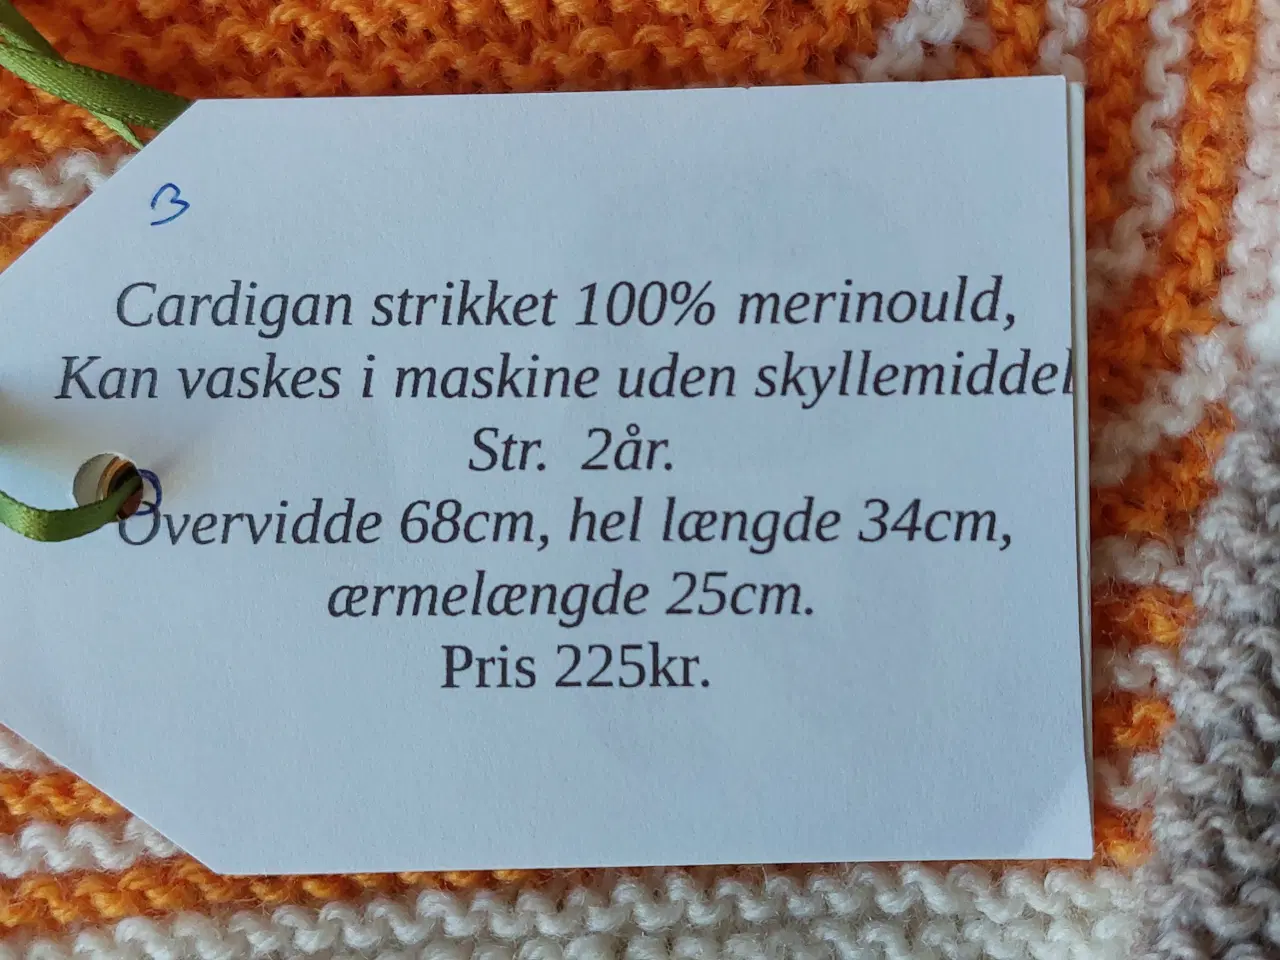 B
Cardigan strikket 100% merinould,
Kan vaskes i maskine uden skyllemiddel
Str. 2år.
Overvidde 68cm, hel længde 34cm,
ærmelængde 25cm.
Pris 225kr.